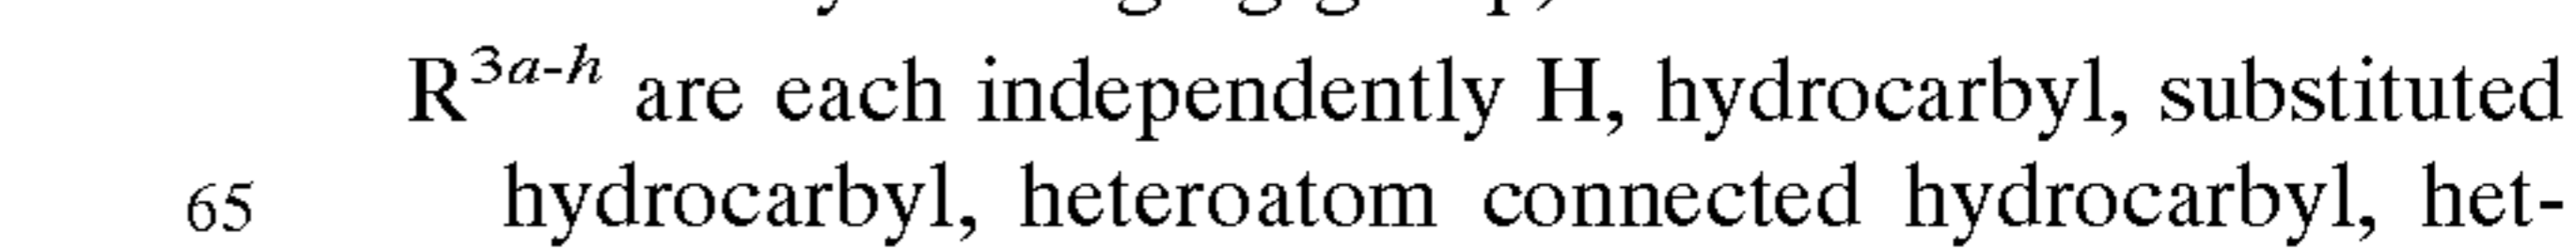 R³ᵃ⁻ʰ are each independently H, hydrocarbyl, substituted
65 hydrocarbyl, heteroatom connected hydrocarbyl, het-